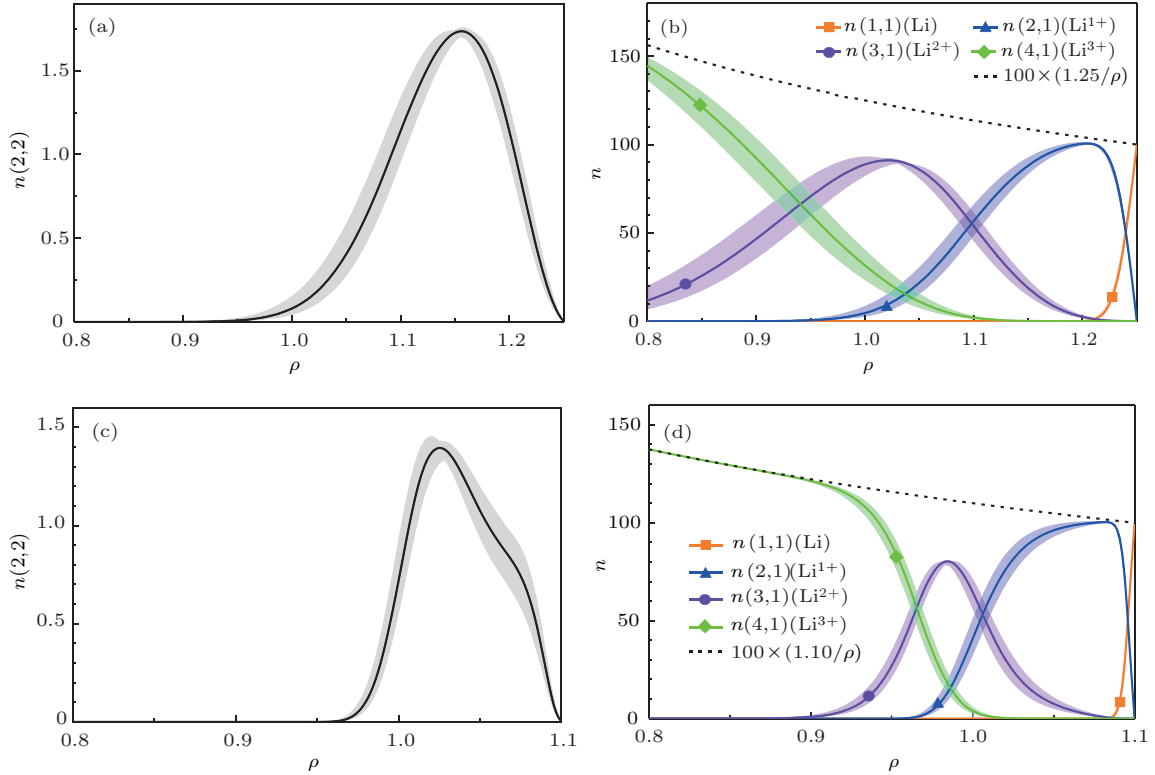 (a)
1.5
1.0
0.5
0
n(2,2)
0.8 0.9 1.0 1.1 1.2
ρ
(b)
n(1,1)(Li) n(2,1)(Li¹⁺)
n(3,1)(Li²⁺) n(4,1)(Li³⁺)
100×(1.25/ρ)
150
100
50
0
n
0.8 0.9 1.0 1.1 1.2
ρ
(c)
1.5
1.0
0.5
0
n(2,2)
0.8 0.9 1.0 1.1
ρ
(d)
150
100
50
0
n
n(1,1)(Li)
n(2,1)(Li¹⁺)
n(3,1)(Li²⁺)
n(4,1)(Li³⁺)
100×(1.10/ρ)
0.8 0.9 1.0 1.1
ρ